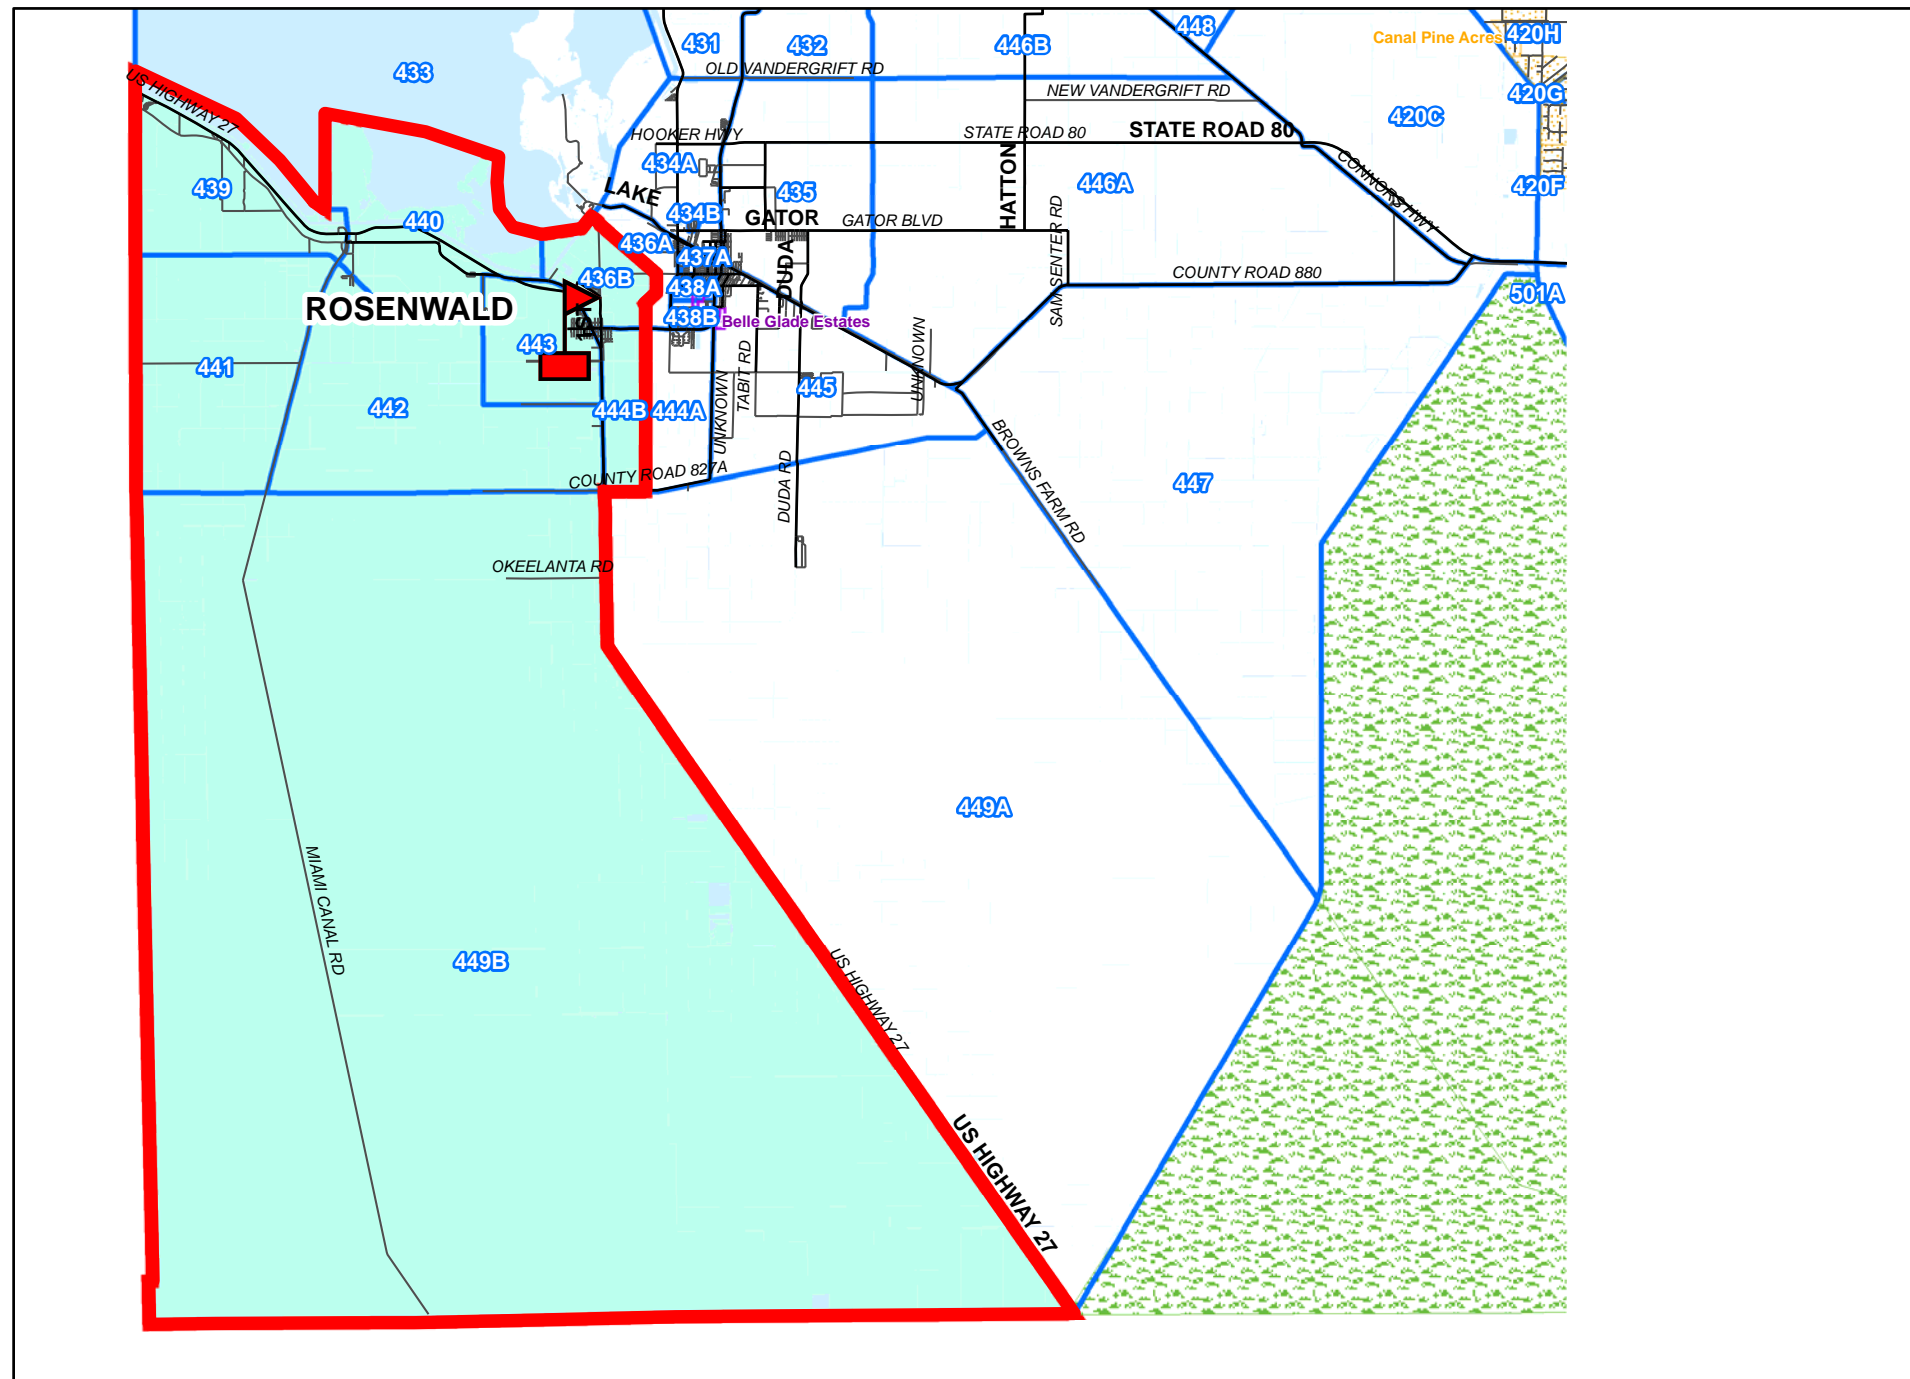 448
420H
Canal Pine Acres
431
432
446B
433
OLD VANDERGRIFT RD
US HIGHWAY 27
NEW VANDERGRIFT RD
420G
420C
HOOKER HWY
STATE ROAD 80
STATE ROAD 80
434A
CONNORS HWY
439
LAKE
435
HATTON
446A
420F
440
434B
GATOR
GATOR BLVD
SAM SENTER RD
436A
437A
DUDA
COUNTY ROAD 880
436B
438A
501A
ROSENWALD
1ST
438B
Belle Glade Estates
443
441
TABIT RD
UNKNOWN
445
442
444B
444A
UNKNOWN
BROWNS FARM RD
COUNTY ROAD 827A
DUDA RD
447
OKEELANTA RD
449A
MIAMI CANAL RD
449B
US HIGHWAY 27
US HIGHWAY 27